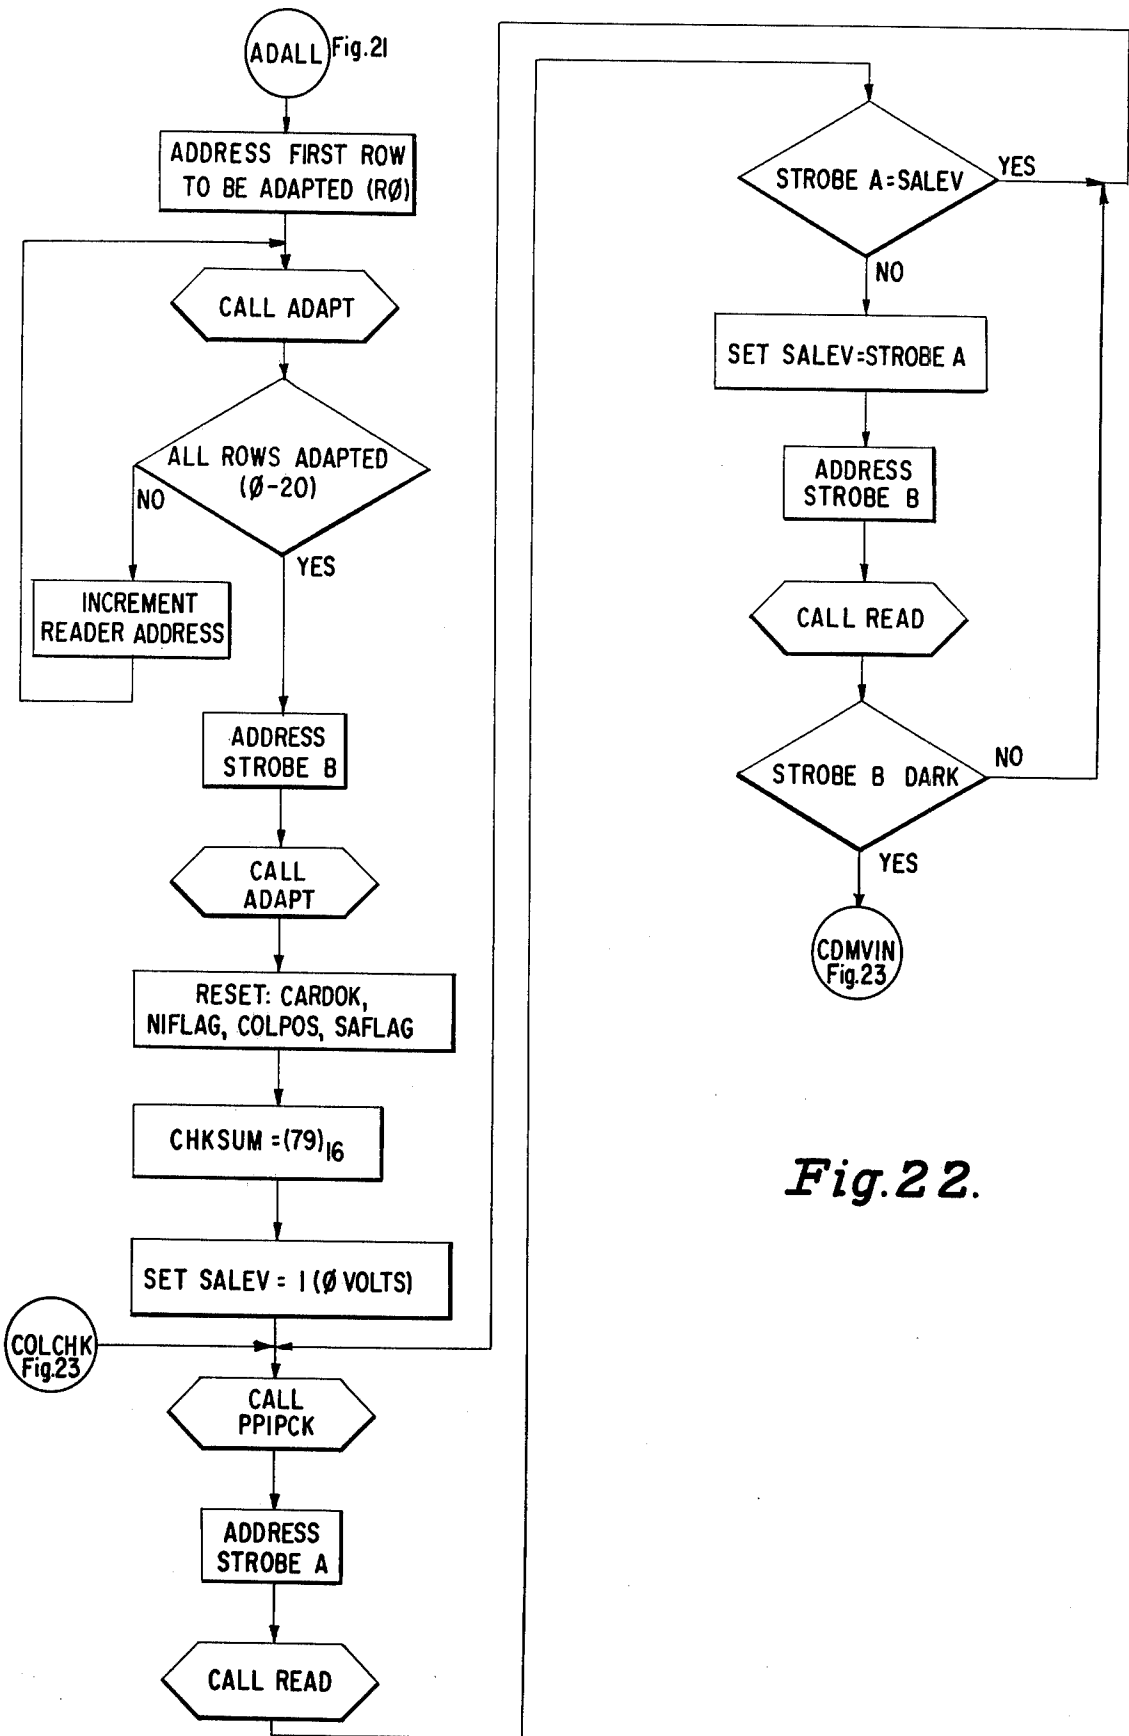 ADALL Fig.21
ADDRESS FIRST ROW
TO BE ADAPTED (RØ)
CALL ADAPT
ALL ROWS ADAPTED
(Ø-20)
NO
YES
INCREMENT
READER ADDRESS
ADDRESS
STROBE B
CALL
ADAPT
RESET: CARDOK,
NIFLAG, COLPOS, SAFLAG
CHKSUM = (79)16
SET SALEV = 1 (Ø VOLTS)
COLCHK
Fig.23
CALL
PPIPCK
ADDRESS
STROBE A
CALL READ
STROBE A=SALEV
YES
NO
SET SALEV=STROBE A
ADDRESS
STROBE B
CALL READ
STROBE B DARK
NO
YES
CDMVIN
Fig.23
Fig.22.